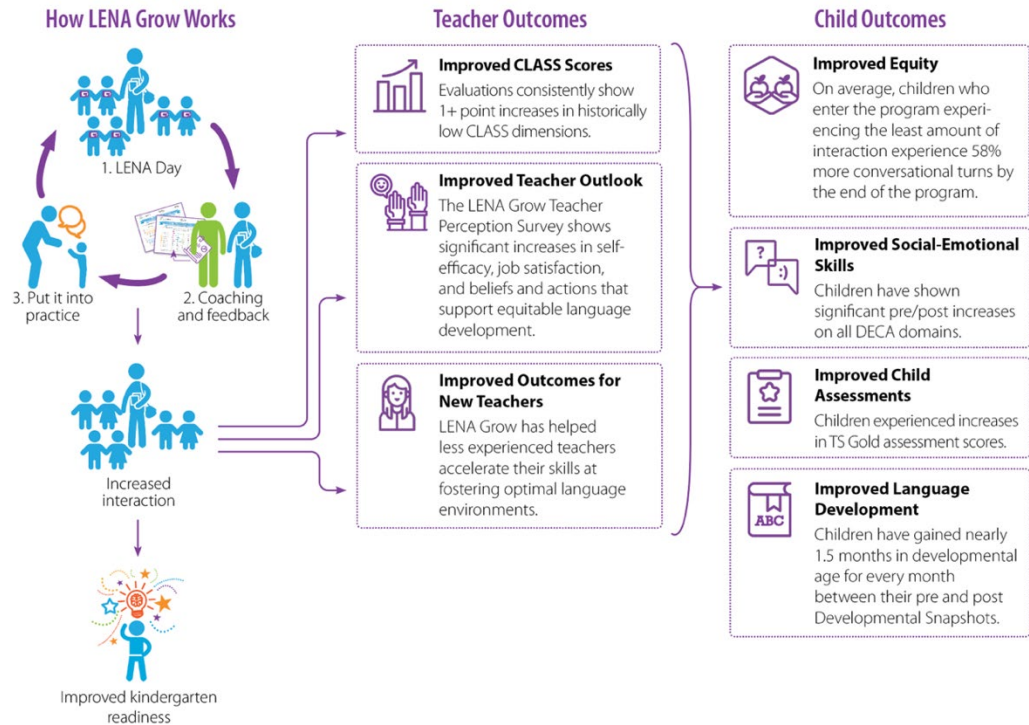 How LENA Grow Works
1. LENA Day
2. Coaching
and feedback
3. Put it into
practice
Increased
interaction
Improved kindergarten
readiness
Teacher Outcomes
Improved CLASS Scores
Evaluations consistently show
1+ point increases in historically
low CLASS dimensions.
Improved Teacher Outlook
The LENA Grow Teacher
Perception Survey shows
significant increases in self-
efficacy, job satisfaction,
and beliefs and actions that
support equitable language
development.
Improved Outcomes for
New Teachers
LENA Grow has helped
less experienced teachers
accelerate their skills at
fostering optimal language
environments.
Child Outcomes
Improved Equity
On average, children who
enter the program experi-
encing the least amount of
interaction experience 58%
more conversational turns by
the end of the program.
? :)
Improved Social-Emotional
Skills
Children have shown
significant pre/post increases
on all DECA domains.
Improved Child
Assessments
Children experienced increases
in TS Gold assessment scores.
ABC
Improved Language
Development
Children have gained nearly
1.5 months in developmental
age for every month
between their pre and post
Developmental Snapshots.